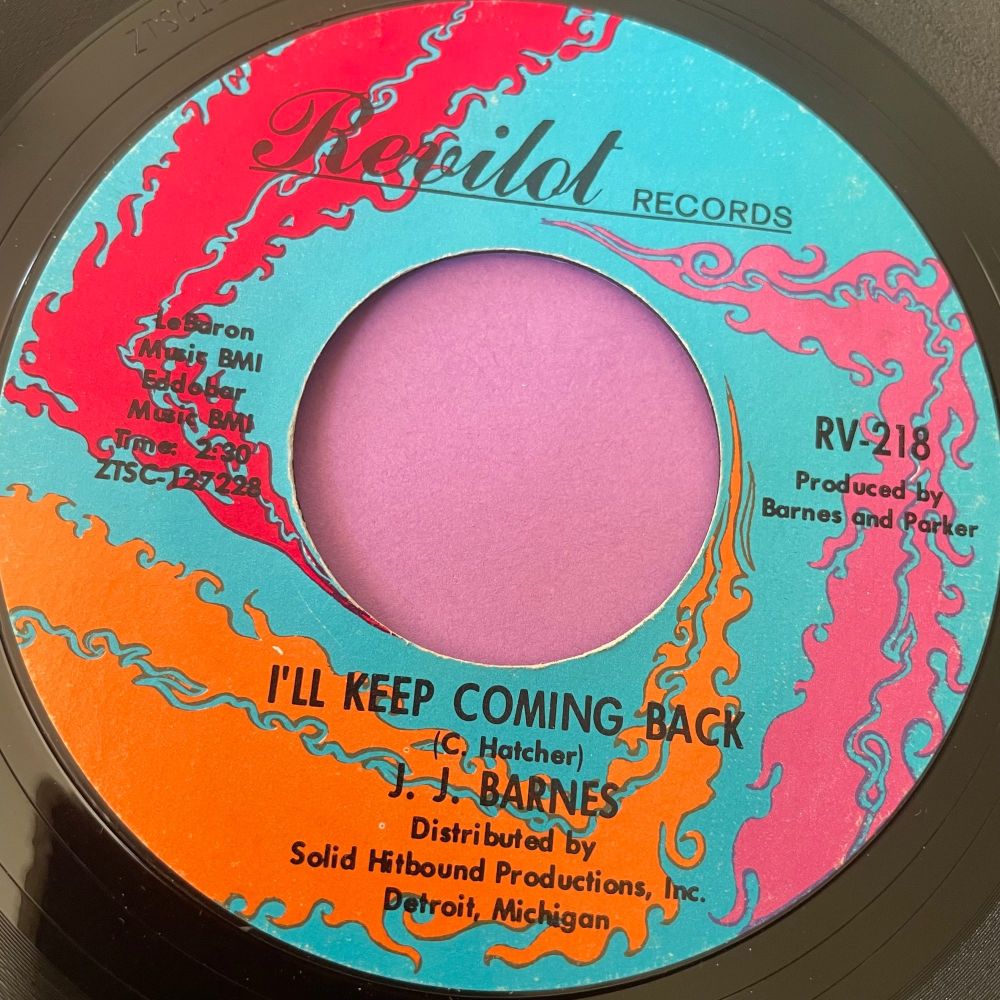 Revilot RECORDS
LeBaron
Music BMI
Eddobar
Music BMI
Time: 2:30
ZTSC-127228
RV-218
Produced by
Barnes and Parker
I'LL KEEP COMING BACK
(C. Hatcher)
J. J. BARNES
Distributed by
Solid Hitbound Productions, Inc.
Detroit, Michigan